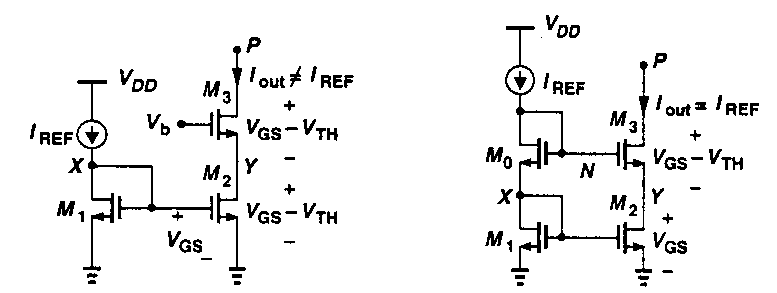 V_DD
I_REF
X
M_1
V_GS
−
+
V_b
M_3
P
I_out ≠ I_REF
+
V_GS − V_TH
−
Y
M_2
+
V_GS − V_TH
−
V_DD
I_REF
M_0
X
M_1
N
P
I_out = I_REF
M_3
+
V_GS − V_TH
−
Y
M_2
+
V_GS
−